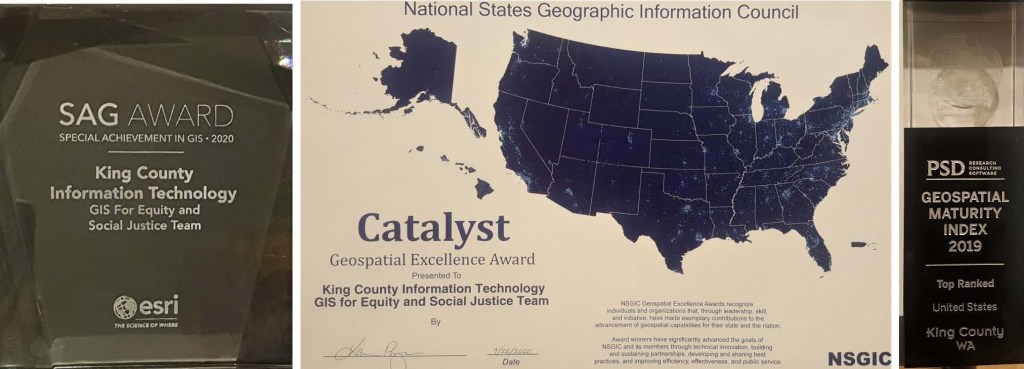 SAG AWARD
SPECIAL ACHIEVEMENT IN GIS • 2020
King County
Information Technology
GIS For Equity and
Social Justice Team
esri
THE SCIENCE OF WHERE
National States Geographic Information Council
Catalyst
Geospatial Excellence Award
Presented To
King County Information Technology
GIS for Equity and Social Justice Team
By
Date
NSGIC Geospatial Excellence Awards recognize
individuals and organizations that, through leadership, skill,
and initiative, have made exemplary contributions to the
advancement of geospatial capabilities for their state and the nation.
Award winners have significantly advanced the goals of
NSGIC and its members through technical innovation, building
and sustaining partnerships, developing and sharing best
practices, and improving efficiency, effectiveness, and public service.
NSGIC
PSD RESEARCH
CONSULTING
SOFTWARE
GEOSPATIAL
MATURITY
INDEX
2019
Top Ranked
United States
King County
WA